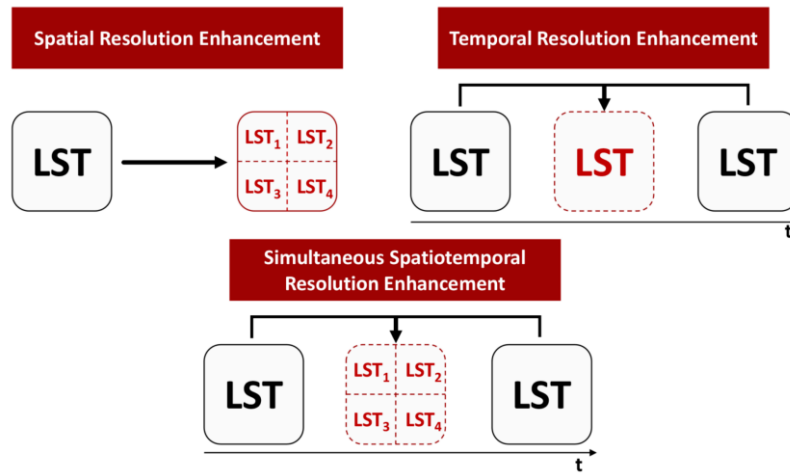 Spatial Resolution Enhancement
Temporal Resolution Enhancement
LST
LST₁ LST₂
LST₃ LST₄
LST
LST
LST
t
Simultaneous Spatiotemporal
Resolution Enhancement
LST
LST₁ LST₂
LST₃ LST₄
LST
t